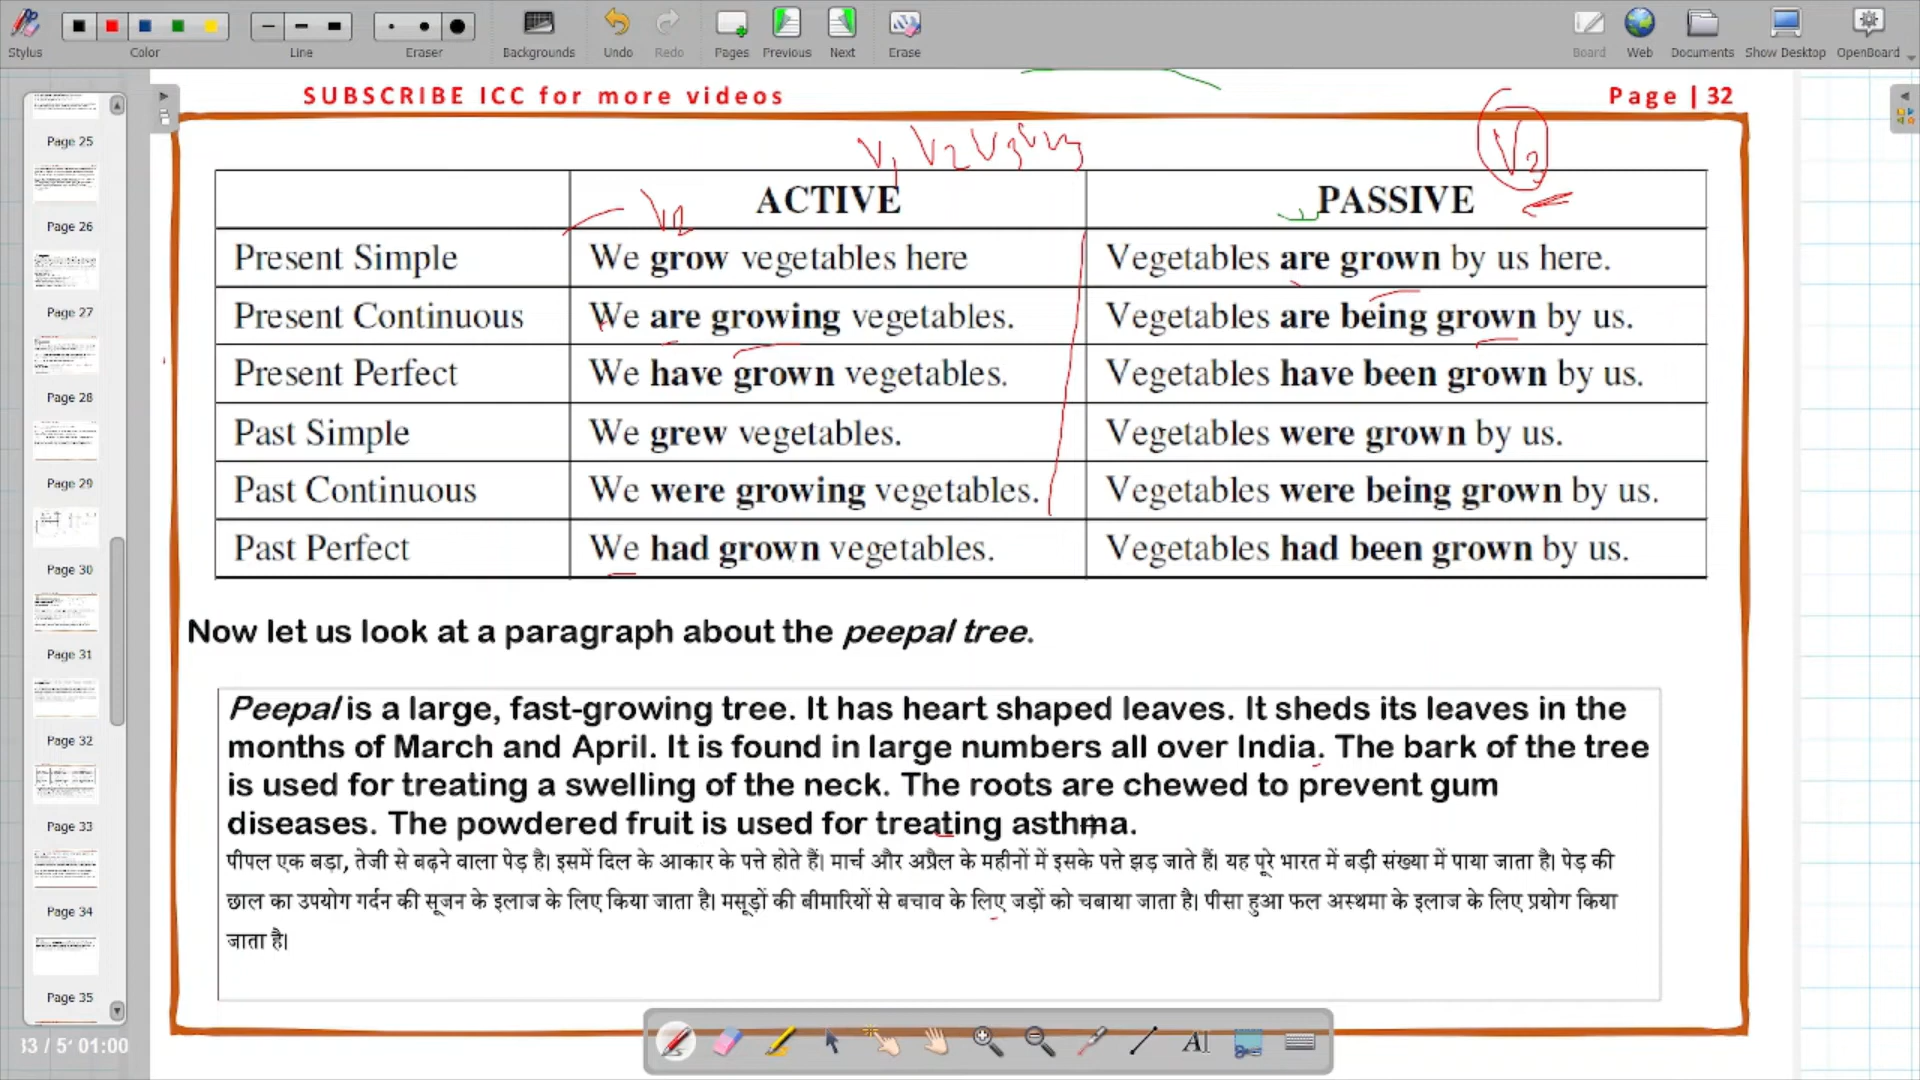 Stylus
Color
Line
Eraser
Backgrounds
Undo
Redo
Pages
Previous
Next
Erase
Board
Web
Documents
Show Desktop
OpenBoard
SUBSCRIBE ICC for more videos
Page | 32
V1 V2 V3
V3
ACTIVE PASSIVE
Present Simple We grow vegetables here Vegetables are grown by us here.
Present Continuous We are growing vegetables. Vegetables are being grown by us.
Present Perfect We have grown vegetables. Vegetables have been grown by us.
Past Simple We grew vegetables. Vegetables were grown by us.
Past Continuous We were growing vegetables. Vegetables were being grown by us.
Past Perfect We had grown vegetables. Vegetables had been grown by us.
Now let us look at a paragraph about the peepal tree.
Peepal is a large, fast-growing tree. It has heart shaped leaves. It sheds its leaves in the
months of March and April. It is found in large numbers all over India. The bark of the tree
is used for treating a swelling of the neck. The roots are chewed to prevent gum
diseases. The powdered fruit is used for treating asthma.
पीपल एक बड़ा, तेजी से बढ़ने वाला पेड़ है। इसमें दिल के आकार के पत्ते होते हैं। मार्च और अप्रैल के महीनों में इसके पत्ते झड़ जाते हैं। यह पूरे भारत में बड़ी संख्या में पाया जाता है। पेड़ की
छाल का उपयोग गर्दन की सूजन के इलाज के लिए किया जाता है। मसूड़ों की बीमारियों से बचाव के लिए जड़ों को चबाया जाता है। पीसा हुआ फल अस्थमा के इलाज के लिए प्रयोग किया
जाता है।
Page 25
Page 26
Page 27
Page 28
Page 29
Page 30
Page 31
Page 32
Page 33
Page 34
Page 35
01:00